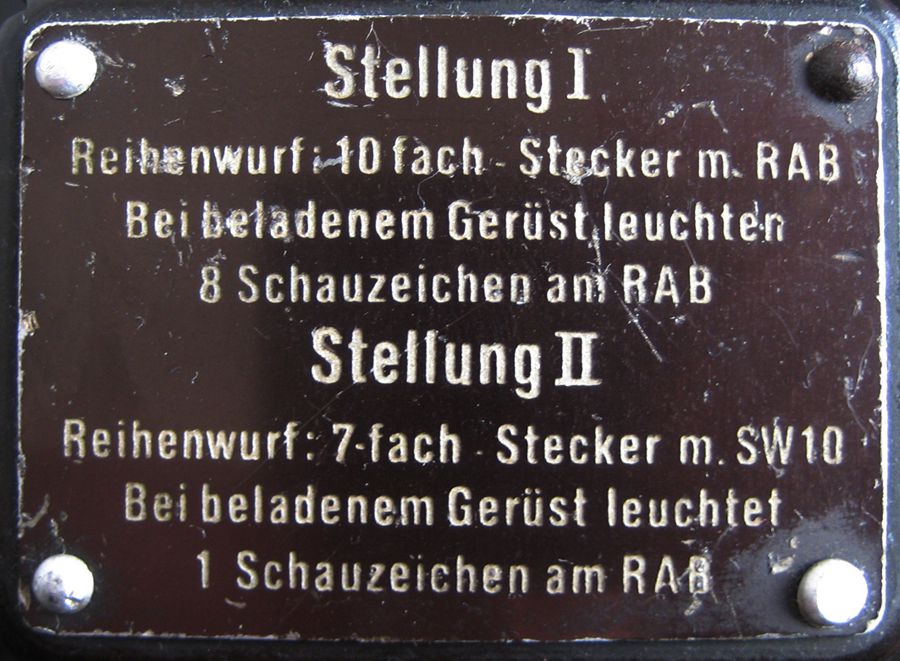 Stellung I
Reihenwurf: 10 fach - Stecker m. RAB
Bei beladenem Gerüst leuchten
8 Schauzeichen am RAB
Stellung II
Reihenwurf: 7-fach - Stecker m. SW10
Bei beladenem Gerüst leuchtet
1 Schauzeichen am RAB